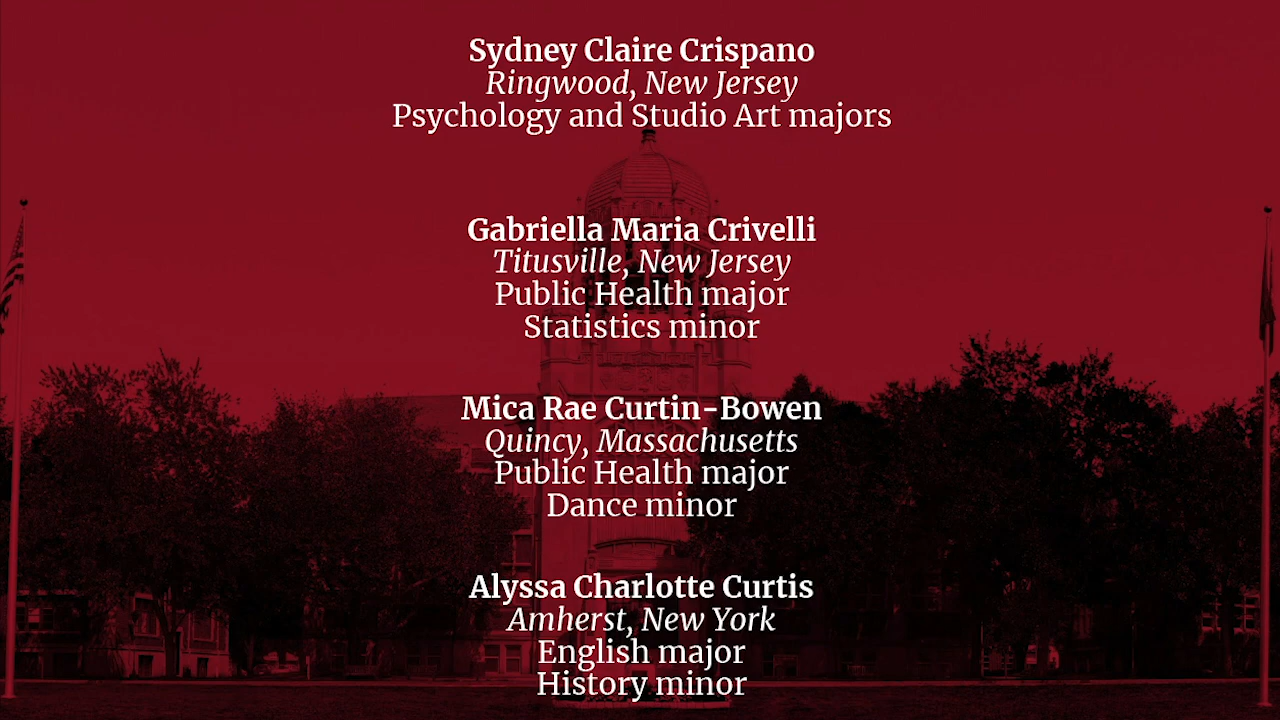 Sydney Claire Crispano
Ringwood, New Jersey
Psychology and Studio Art majors
Gabriella Maria Crivelli
Titusville, New Jersey
Public Health major
Statistics minor
Mica Rae Curtin-Bowen
Quincy, Massachusetts
Public Health major
Dance minor
Alyssa Charlotte Curtis
Amherst, New York
English major
History minor